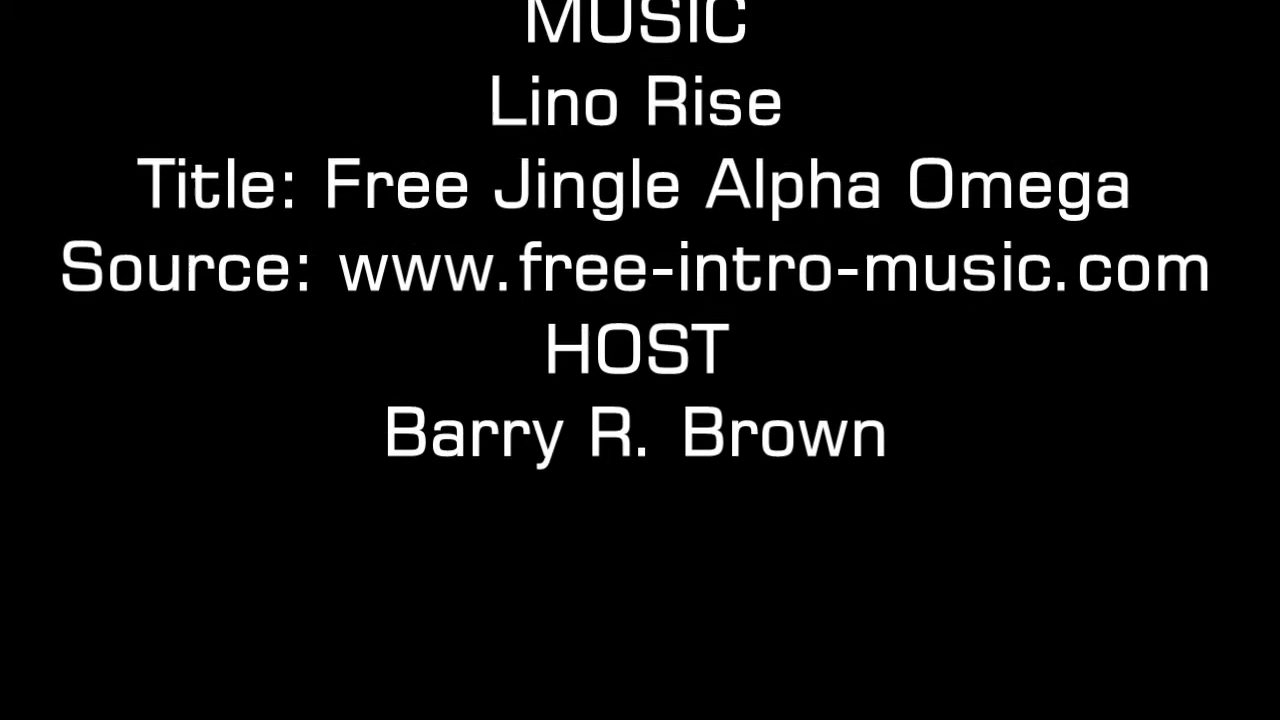 MUSIC
Lino Rise
Title: Free Jingle Alpha Omega
Source: www.free-intro-music.com
HOST
Barry R. Brown